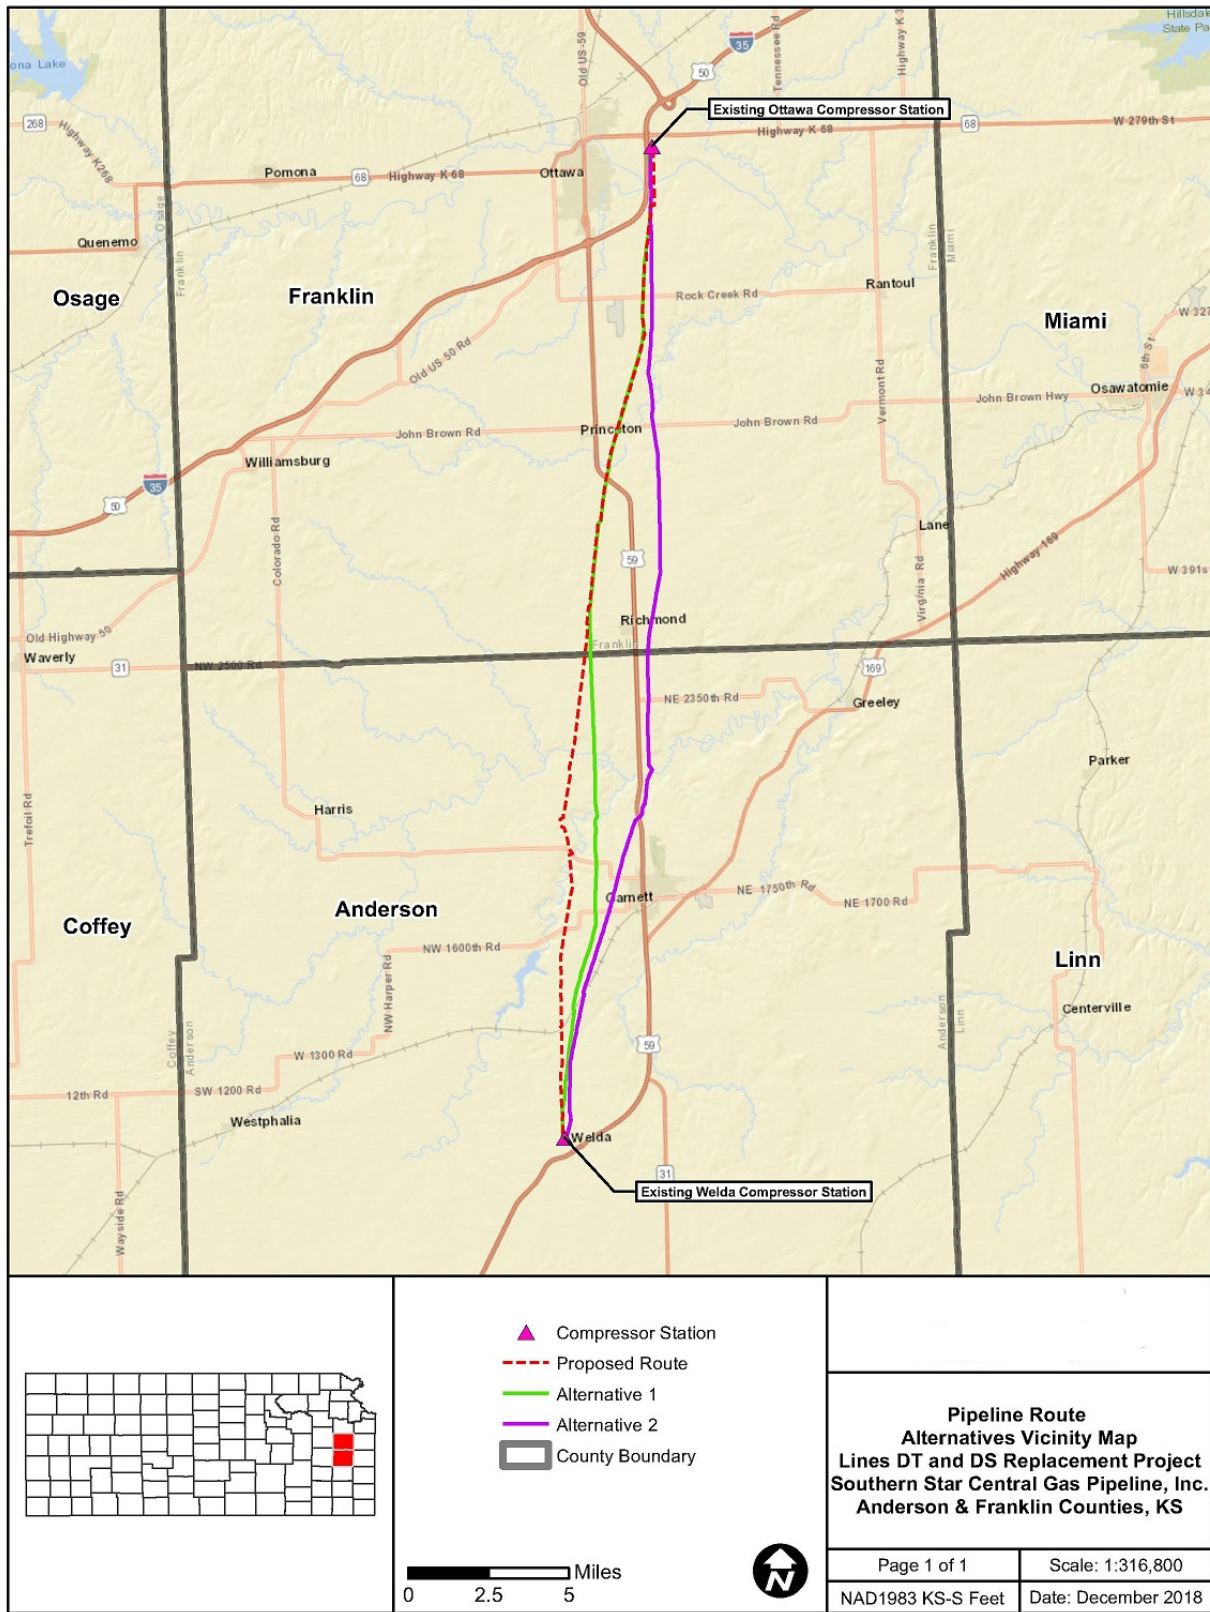 Hillsda
State Pa
ona Lake
Old US-59
Tennessee Rd
Highway K 3
35
50
Existing Ottawa Compressor Station
268
Highway K268
Highway K 68
68
W 279th St
Pomona
68
Highway K 68
Ottawa
Quenemo
Osage
Franklin
Franklin
Miami
Osage
Franklin
Rock Creek Rd
Rantoul
Miami
W 327
6th St
Old US 50 Rd
Vermont Rd
Osawatomie
John Brown Hwy
W 34
John Brown Rd
Princeton
John Brown Rd
Williamsburg
35
50
Colorado Rd
Lane
Highway 169
59
W 391s
Virginia Rd
Richmond
Old Highway 50
Franklin
Waverly
31
NW 2500 Rd
169
NE 2350th Rd
Greeley
Parker
Trefoil Rd
Harris
NE 1750th Rd
Garnett
NE 1700 Rd
Anderson
Coffey
NW 1600th Rd
Linn
NW Harper Rd
Centerville
Coffey
Anderson
Anderson
Linn
W 1300 Rd
59
12th Rd
SW 1200 Rd
Westphalia
Welda
31
Existing Welda Compressor Station
Wayside Rd
Compressor Station
Proposed Route
Alternative 1
Alternative 2
County Boundary
Miles
0 2.5 5
N
Pipeline Route
Alternatives Vicinity Map
Lines DT and DS Replacement Project
Southern Star Central Gas Pipeline, Inc.
Anderson & Franklin Counties, KS
Page 1 of 1
Scale: 1:316,800
NAD1983 KS-S Feet
Date: December 2018